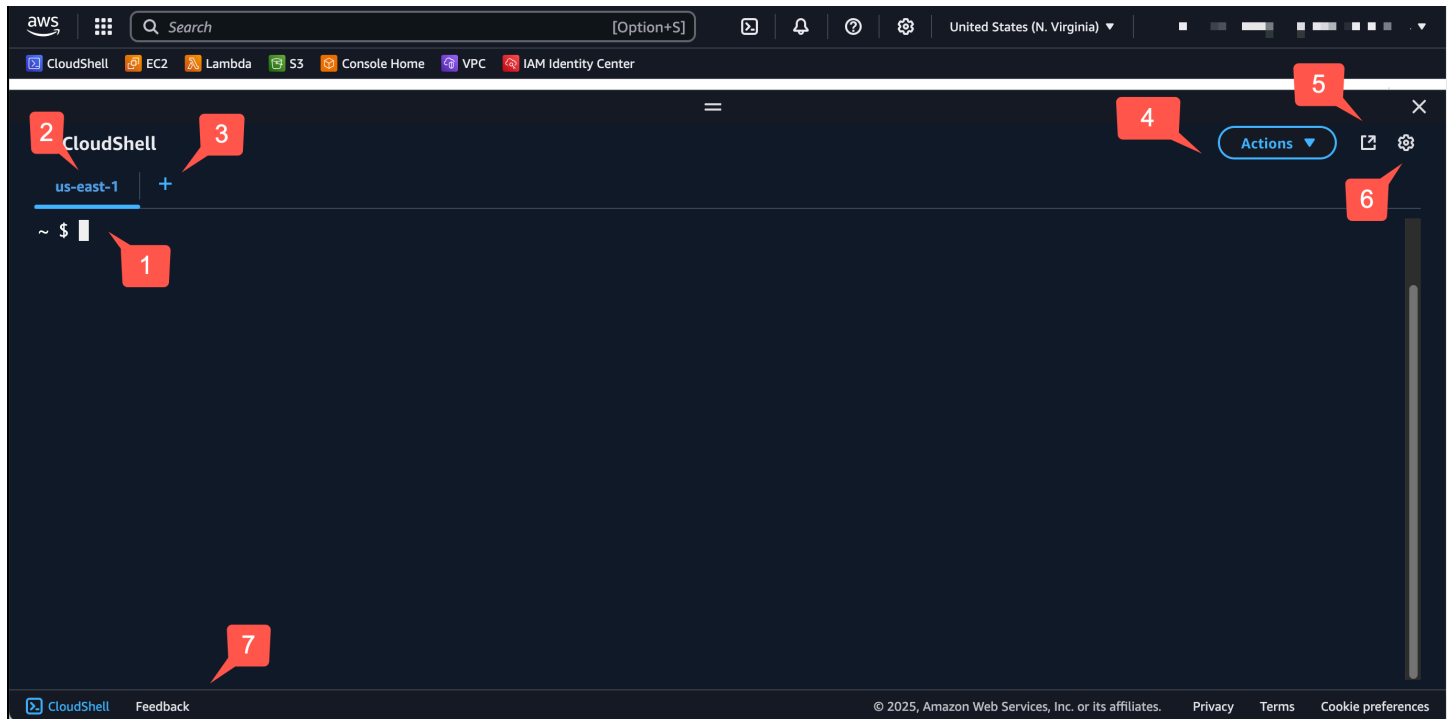 aws Search [Option+S] United States (N. Virginia)
CloudShell EC2 Lambda S3 Console Home VPC IAM Identity Center
5
4
2 3
CloudShell Actions
us-east-1 +
6
~ $
1
7
CloudShell Feedback © 2025, Amazon Web Services, Inc. or its affiliates. Privacy Terms Cookie preferences